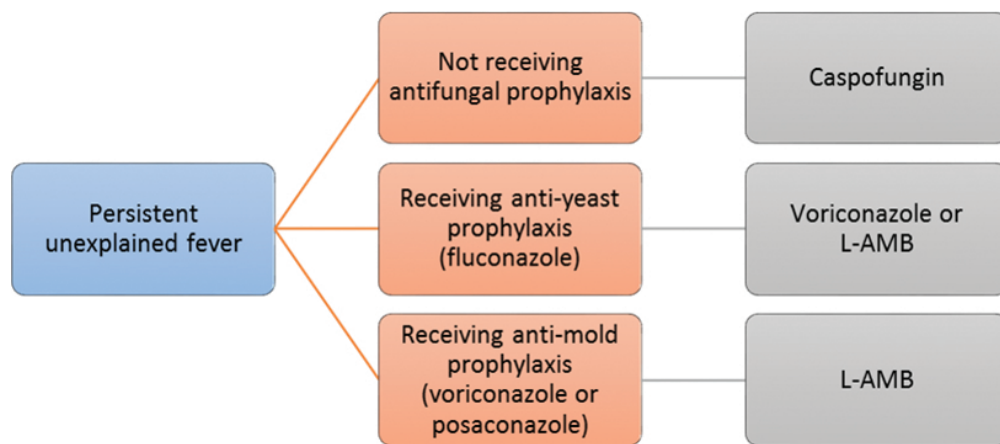 Not receiving
antifungal prophylaxis
Caspofungin
Persistent
unexplained fever
Receiving anti-yeast
prophylaxis
(fluconazole)
Voriconazole or
L-AMB
Receiving anti-mold
prophylaxis
(voriconazole or
posaconazole)
L-AMB